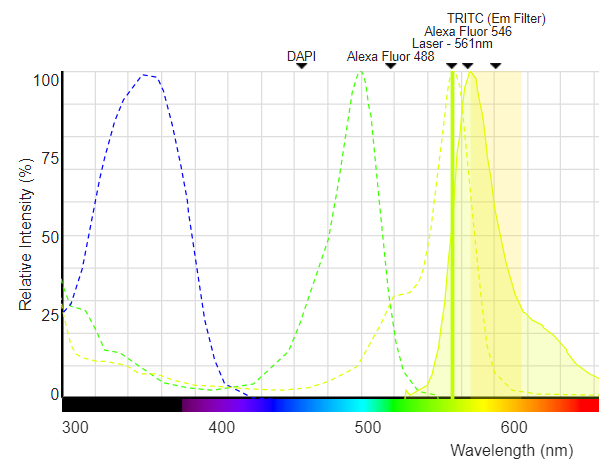 TRITC (Em Filter)
Alexa Fluor 546
Laser - 561nm
DAPI Alexa Fluor 488
100
75
50
25
0
Relative Intensity (%)
300 400 500 600
Wavelength (nm)